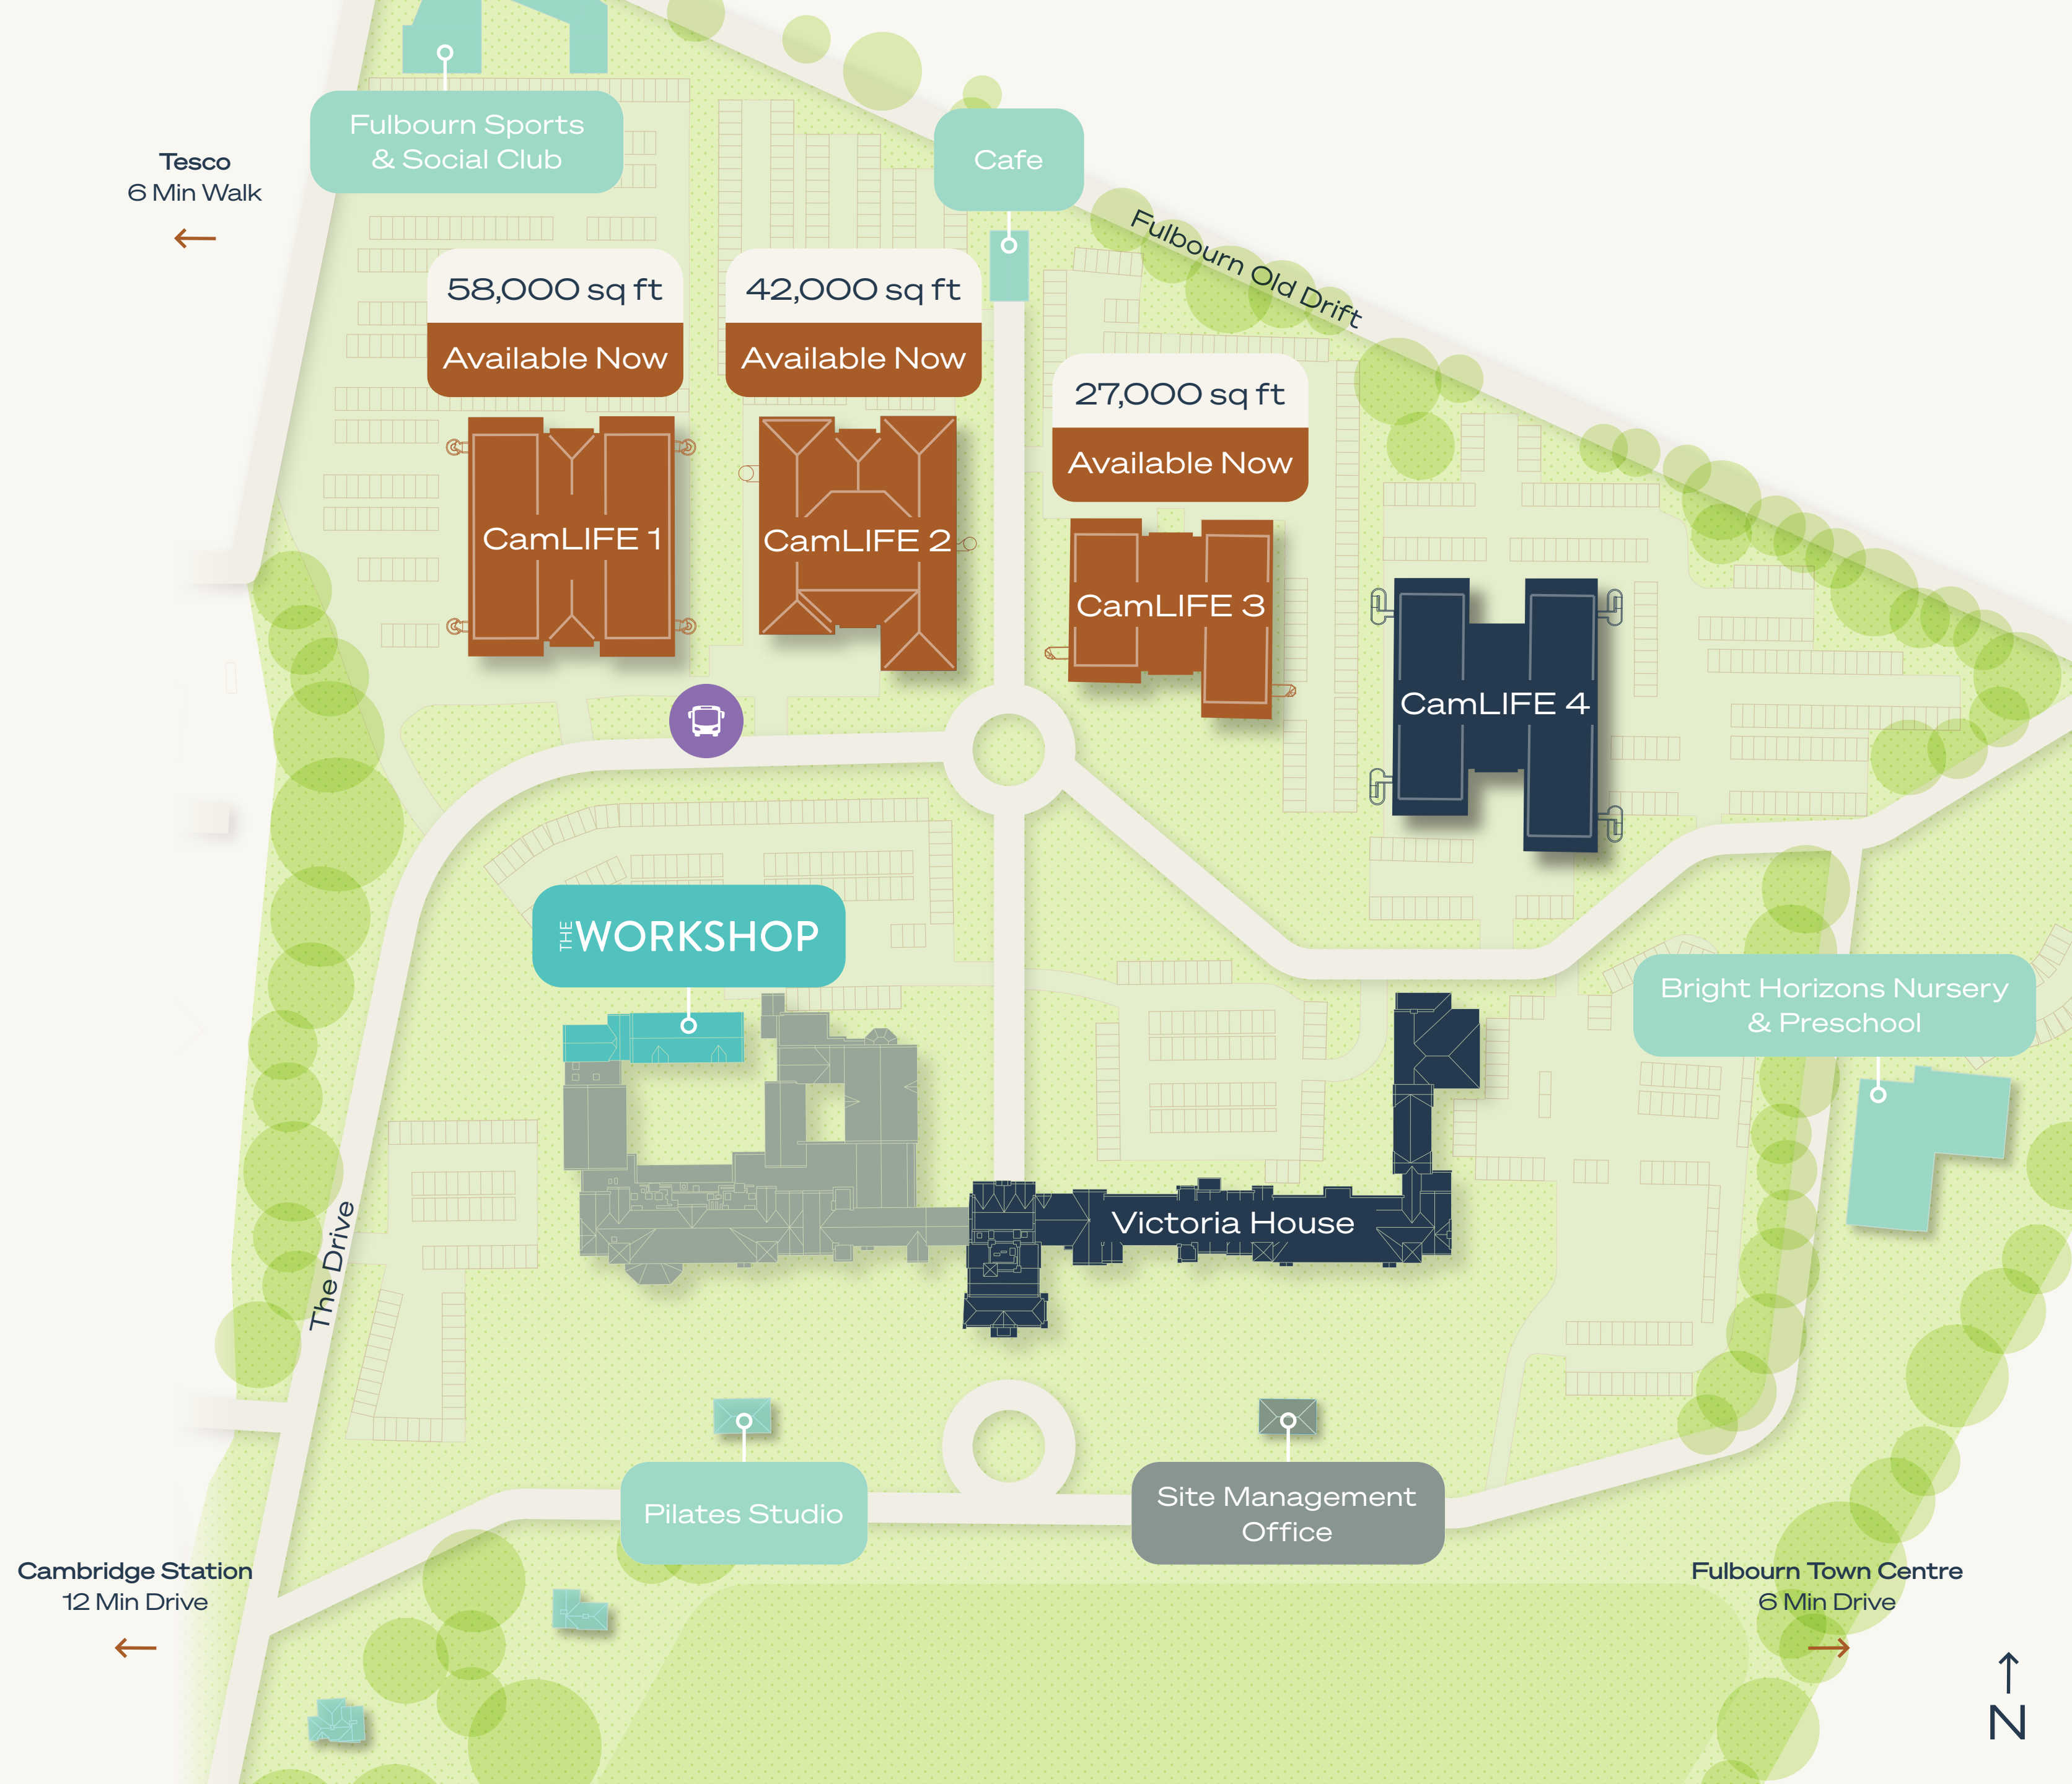 Fulbourn Sports
& Social Club
Tesco
6 Min Walk
Cafe
Fulbourn Old Drift
58,000 sq ft
Available Now
42,000 sq ft
Available Now
27,000 sq ft
Available Now
CamLIFE 1
CamLIFE 2
CamLIFE 3
CamLIFE 4
THE WORKSHOP
Bright Horizons Nursery
& Preschool
Victoria House
The Drive
Pilates Studio
Site Management
Office
Cambridge Station
12 Min Drive
Fulbourn Town Centre
6 Min Drive
N